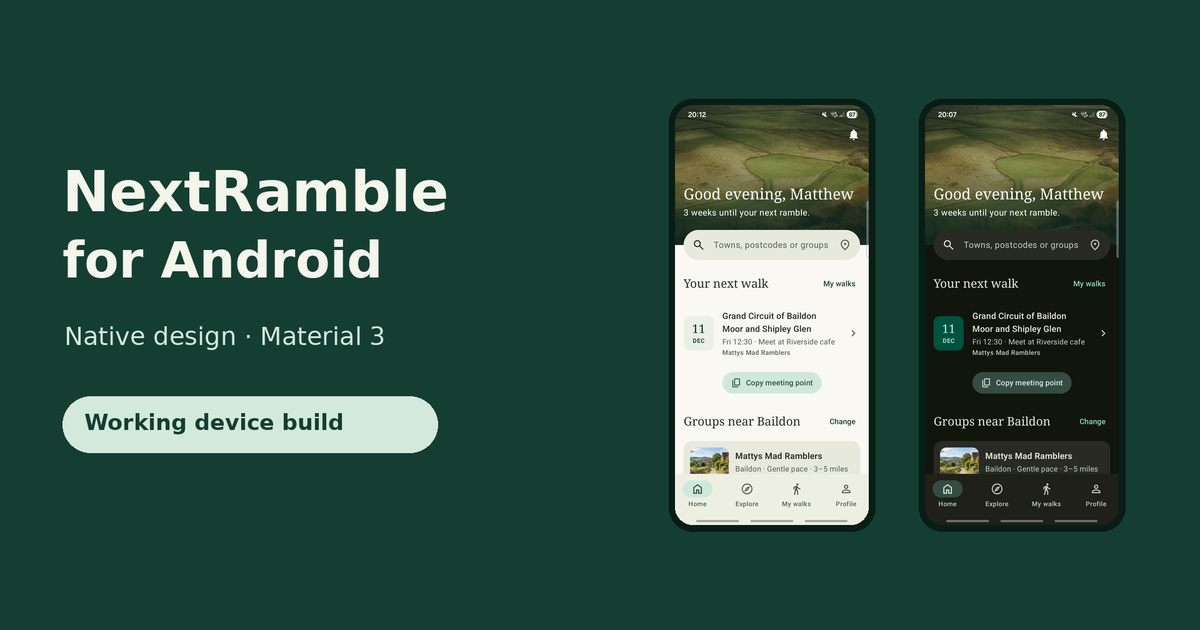 NextRamble
for Android
Native design · Material 3
Working device build
20:12
87
Good evening, Matthew
3 weeks until your next ramble.
Towns, postcodes or groups
Your next walk
My walks
11
DEC
Grand Circuit of Baildon
Moor and Shipley Glen
Fri 12:30 · Meet at Riverside cafe
Mattys Mad Ramblers
Copy meeting point
Groups near Baildon
Change
Mattys Mad Ramblers
Baildon · Gentle pace · 3–5 miles
Home
Explore
My walks
Profile
20:07
87
Good evening, Matthew
3 weeks until your next ramble.
Towns, postcodes or groups
Your next walk
My walks
11
DEC
Grand Circuit of Baildon
Moor and Shipley Glen
Fri 12:30 · Meet at Riverside cafe
Mattys Mad Ramblers
Copy meeting point
Groups near Baildon
Change
Mattys Mad Ramblers
Baildon · Gentle pace · 3–5 miles
Home
Explore
My walks
Profile